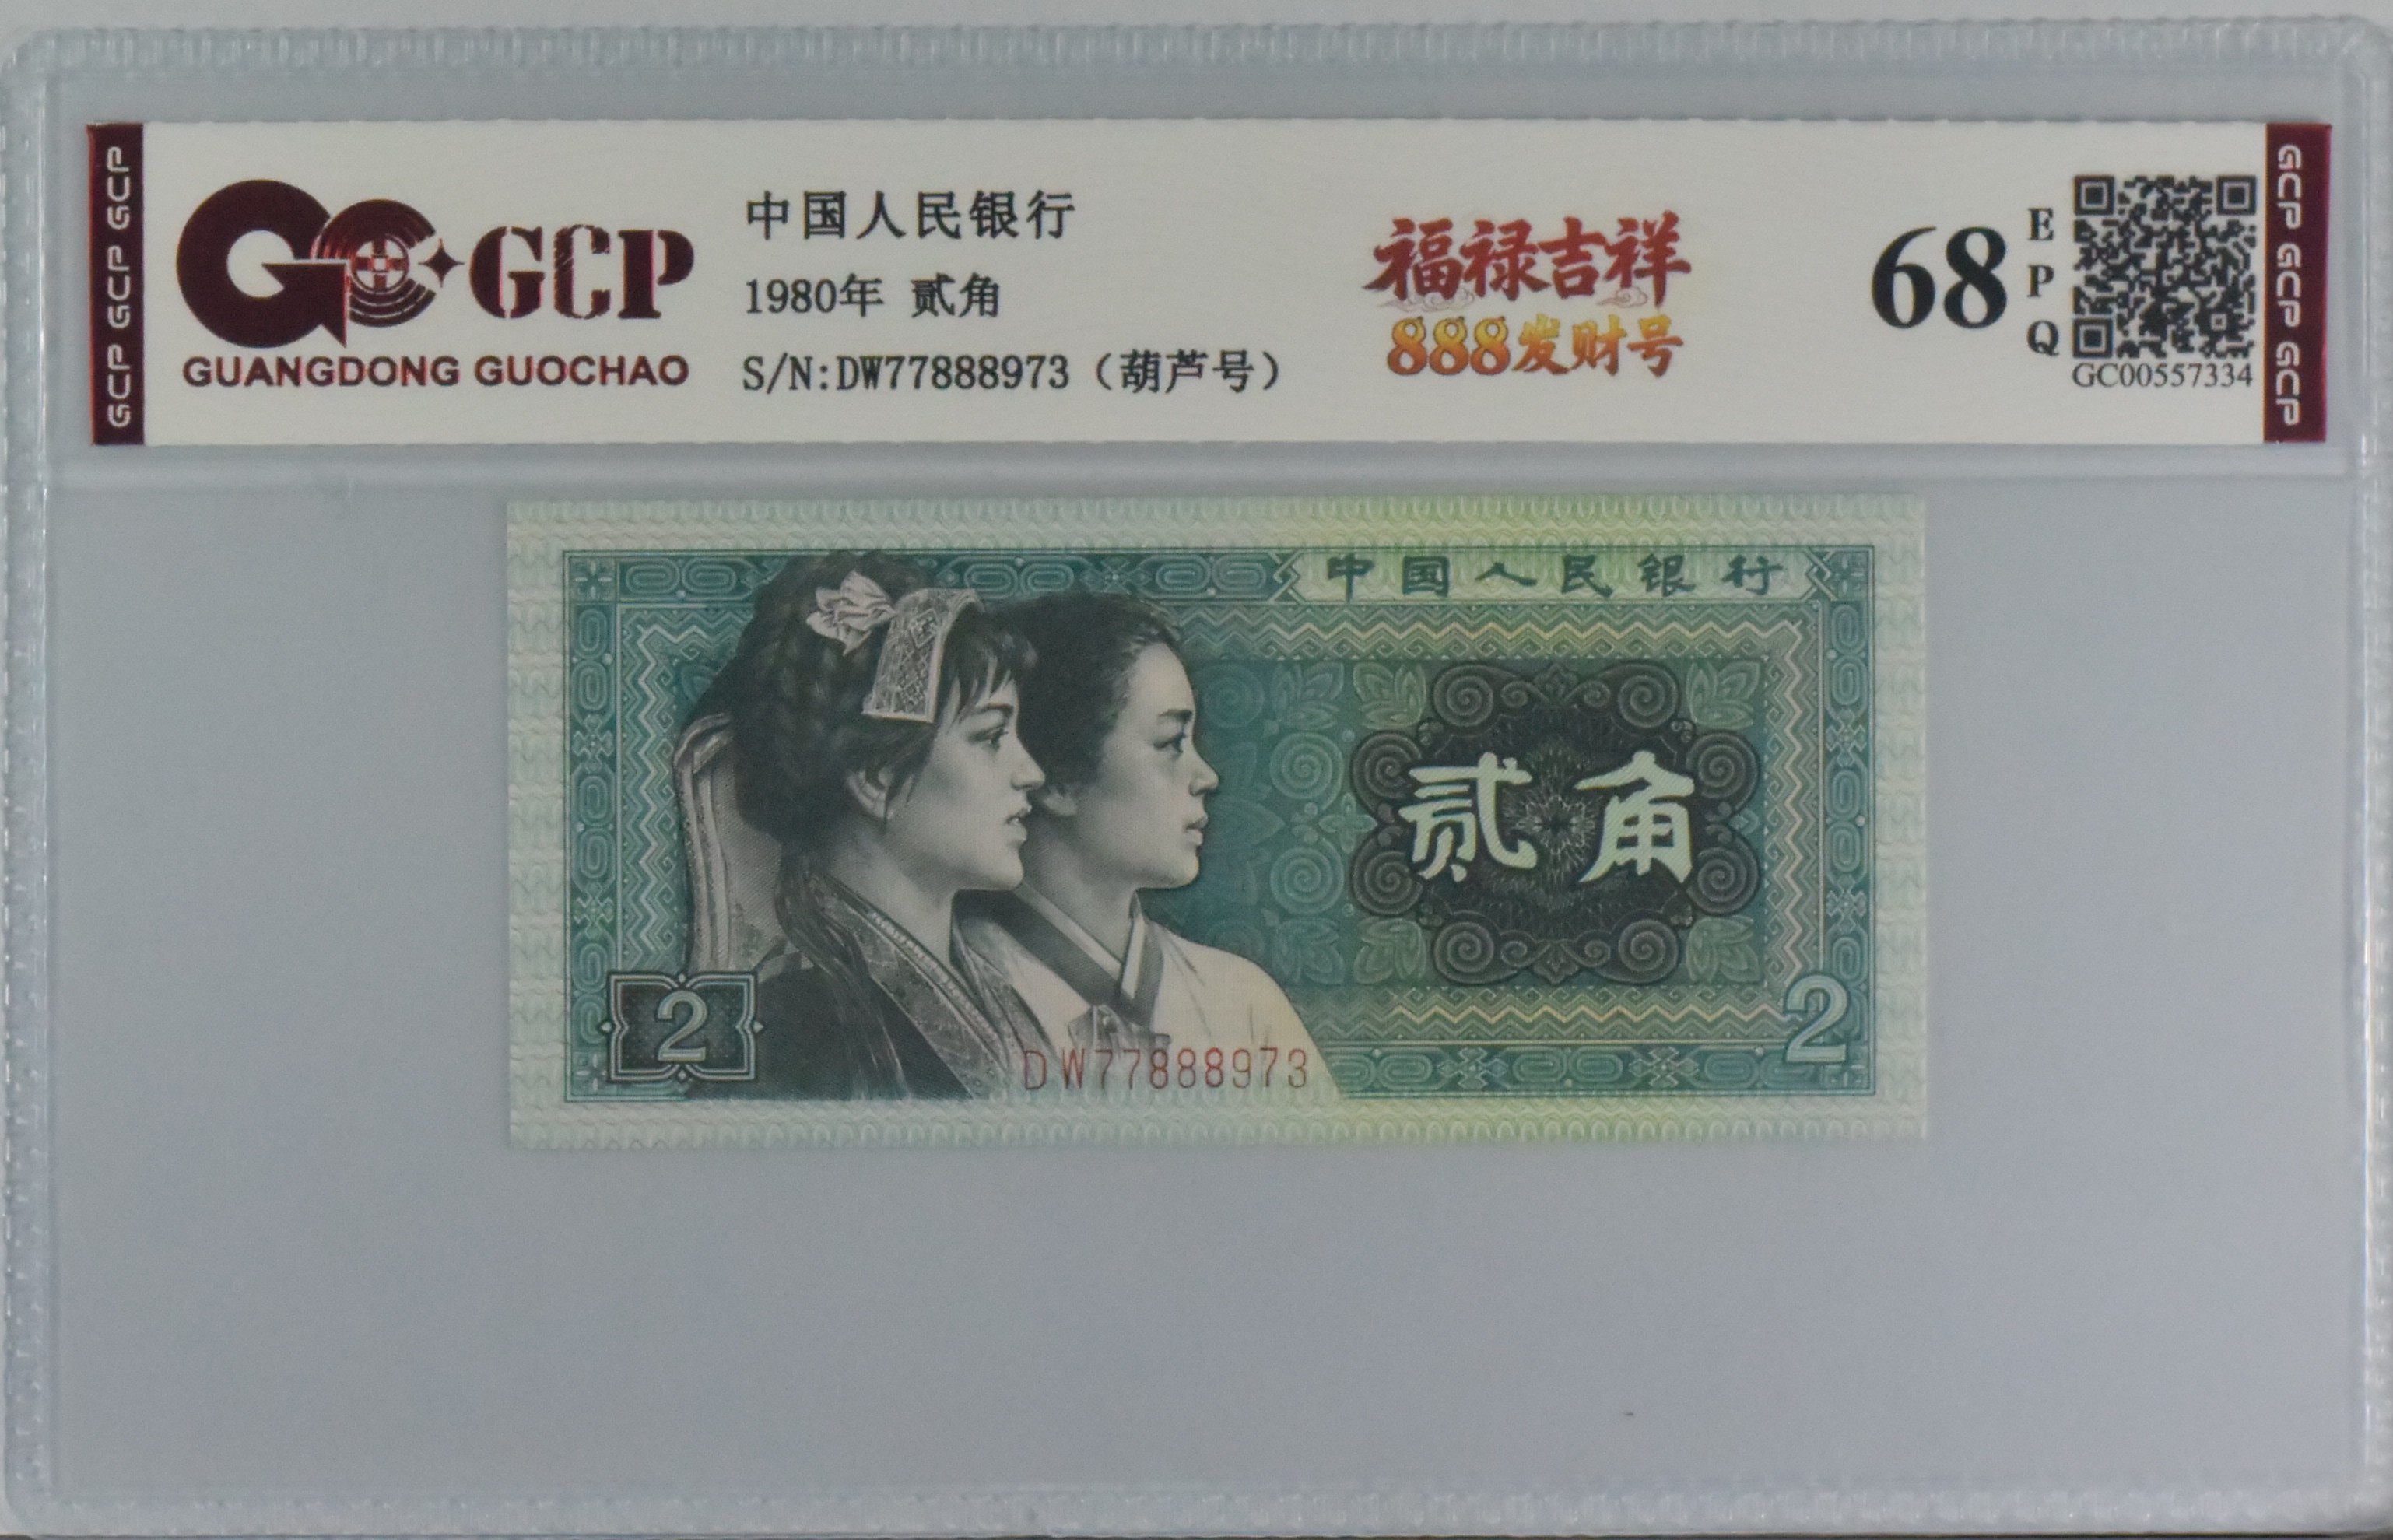 GCP GCP GCP
GCP
GUANGDONG GUOCHAO
中国人民银行
1980年 贰角
S/N:DW77888973（葫芦号）
福禄吉祥
888发财号
68
E
P
Q
GC00557334
GCP GCP GCP
中国人民银行
贰角
2
2
DW77888973